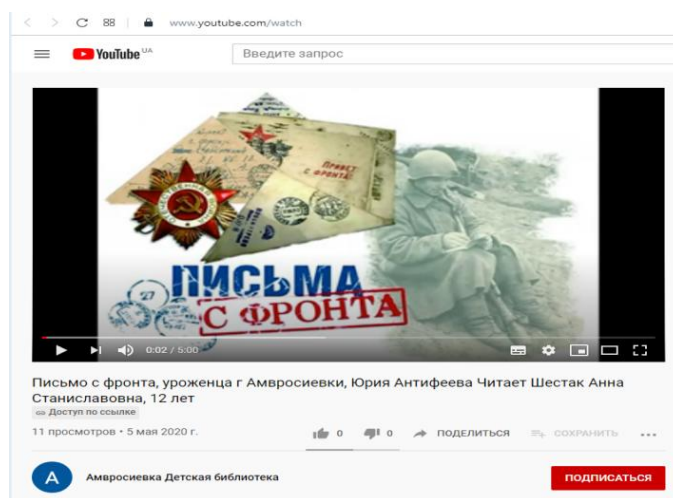 www.youtube.com/watch
YouTube UA
Введите запрос
ПРИВЕТ
С ФРОНТА!
ОТЕЧЕСТВЕННАЯ ВОЙНА
ПИСЬМА
С ФРОНТА
0:02 / 5:00
Письмо с фронта, уроженца г Амвросиевки, Юрия Антифеева Читает Шестак Анна
Станиславовна, 12 лет
Доступ по ссылке
11 просмотров • 5 мая 2020 г.
0
0
ПОДЕЛИТЬСЯ
СОХРАНИТЬ
А
Амвросиевка Детская библиотека
ПОДПИСАТЬСЯ